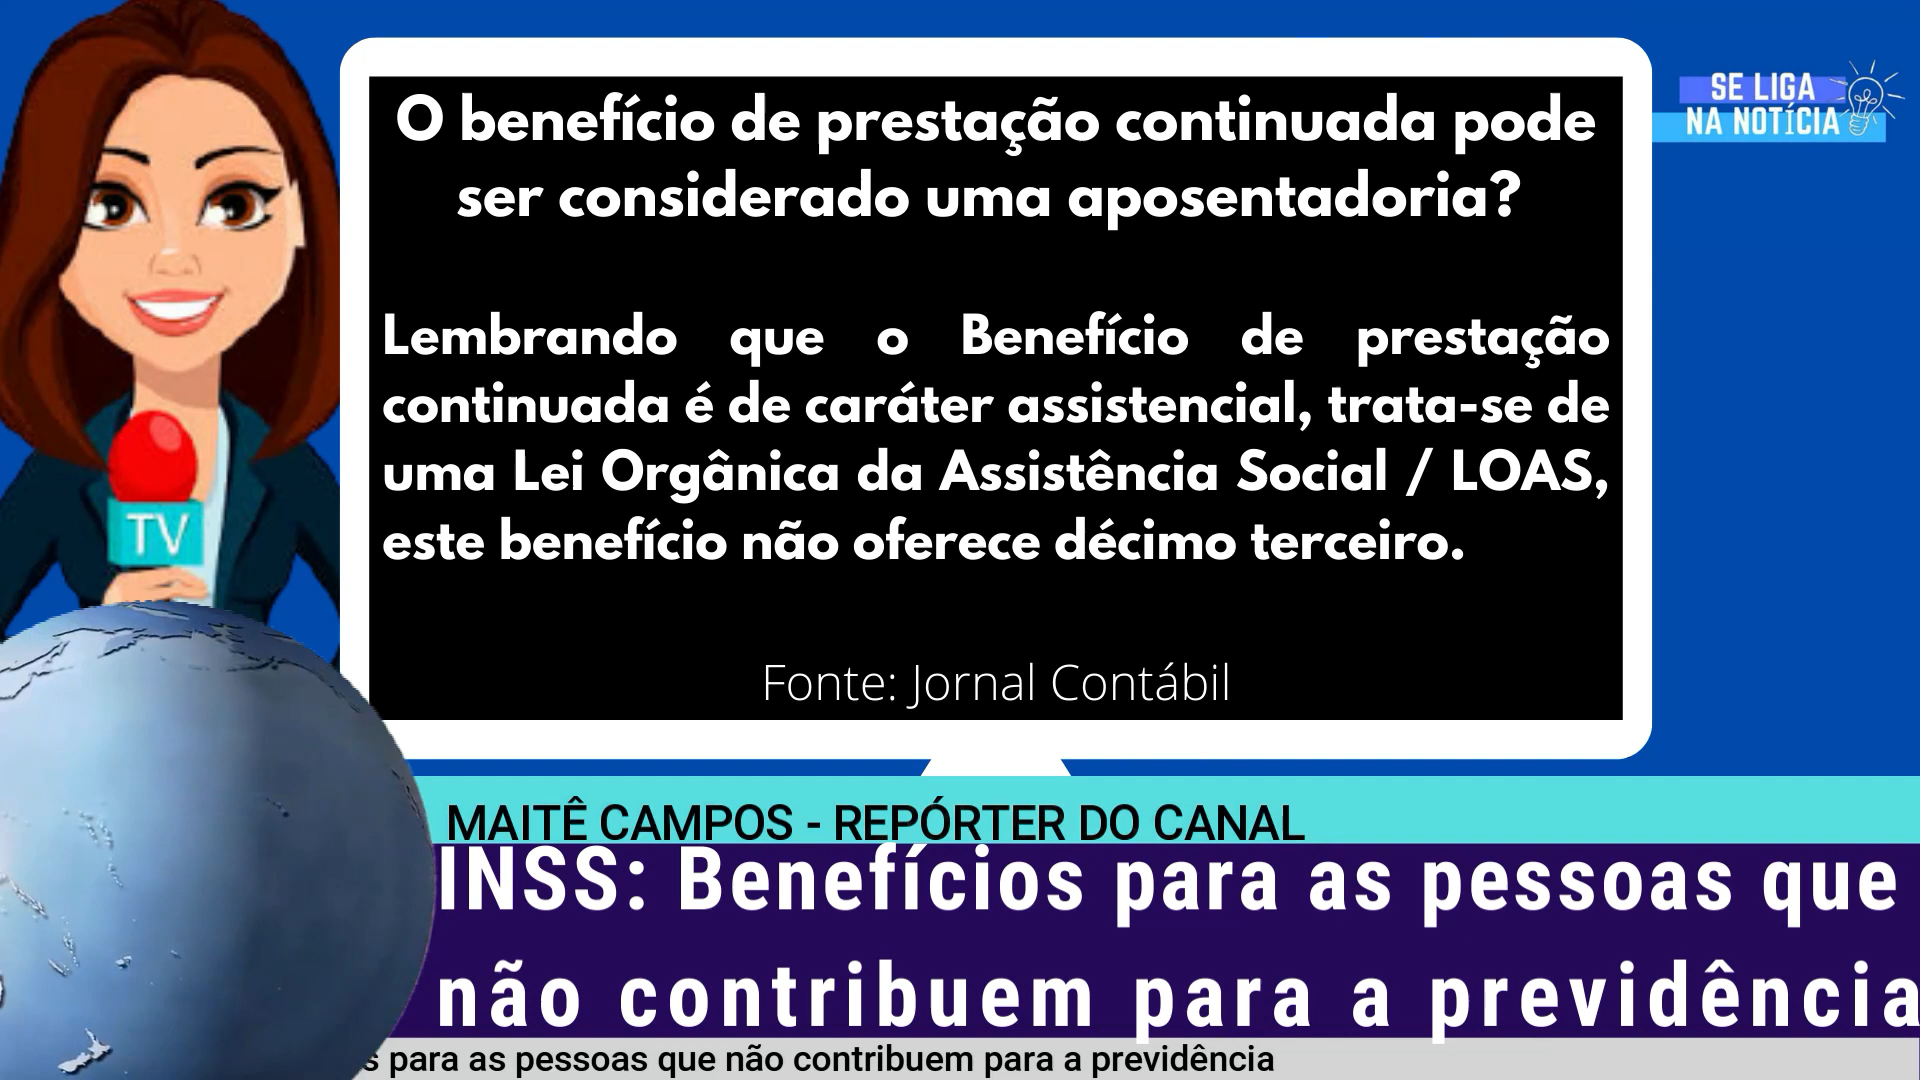 O benefício de prestação continuada pode
ser considerado uma aposentadoria?
Lembrando que o Benefício de prestação
continuada é de caráter assistencial, trata-se de
uma Lei Orgânica da Assistência Social / LOAS,
este benefício não oferece décimo terceiro.
Fonte: Jornal Contábil
SE LIGA
NA NOTÍCIA
TV
MAITÊ CAMPOS - REPÓRTER DO CANAL
INSS: Benefícios para as pessoas que
não contribuem para a previdência
s para as pessoas que não contribuem para a previdência